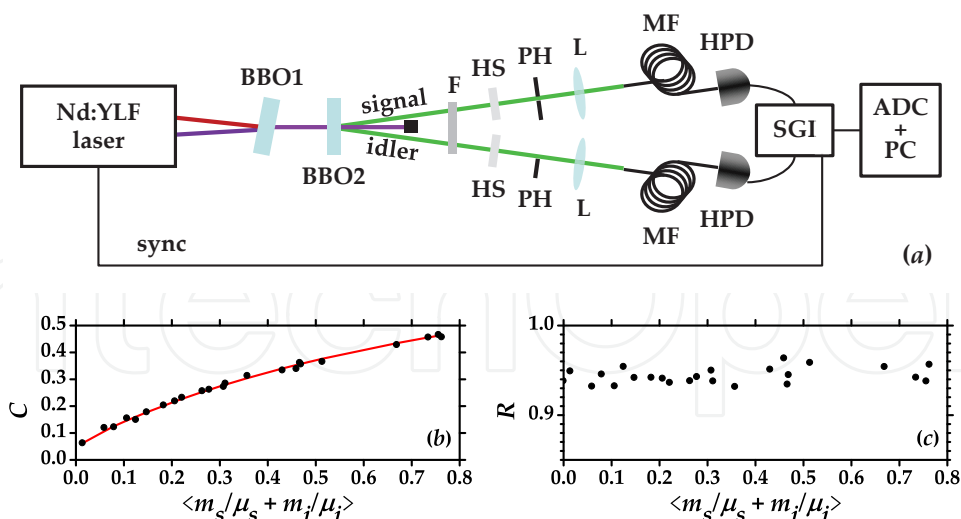 MF
HPD
PH
L
HS
F
BBO1
signal
Nd:YLF
laser
SGI
ADC
+
PC
idler
BBO2
HS
PH
L
MF
HPD
sync
(a)
0.5
0.4
0.3
0.2
0.1
0.0
C
(b)
0.0 0.1 0.2 0.3 0.4 0.5 0.6 0.7 0.8
<m_s/μ_s + m_i/μ_i>
1.0
0.9
R
(c)
0.0 0.1 0.2 0.3 0.4 0.5 0.6 0.7 0.8
<m_s/μ_s + m_i/μ_i>